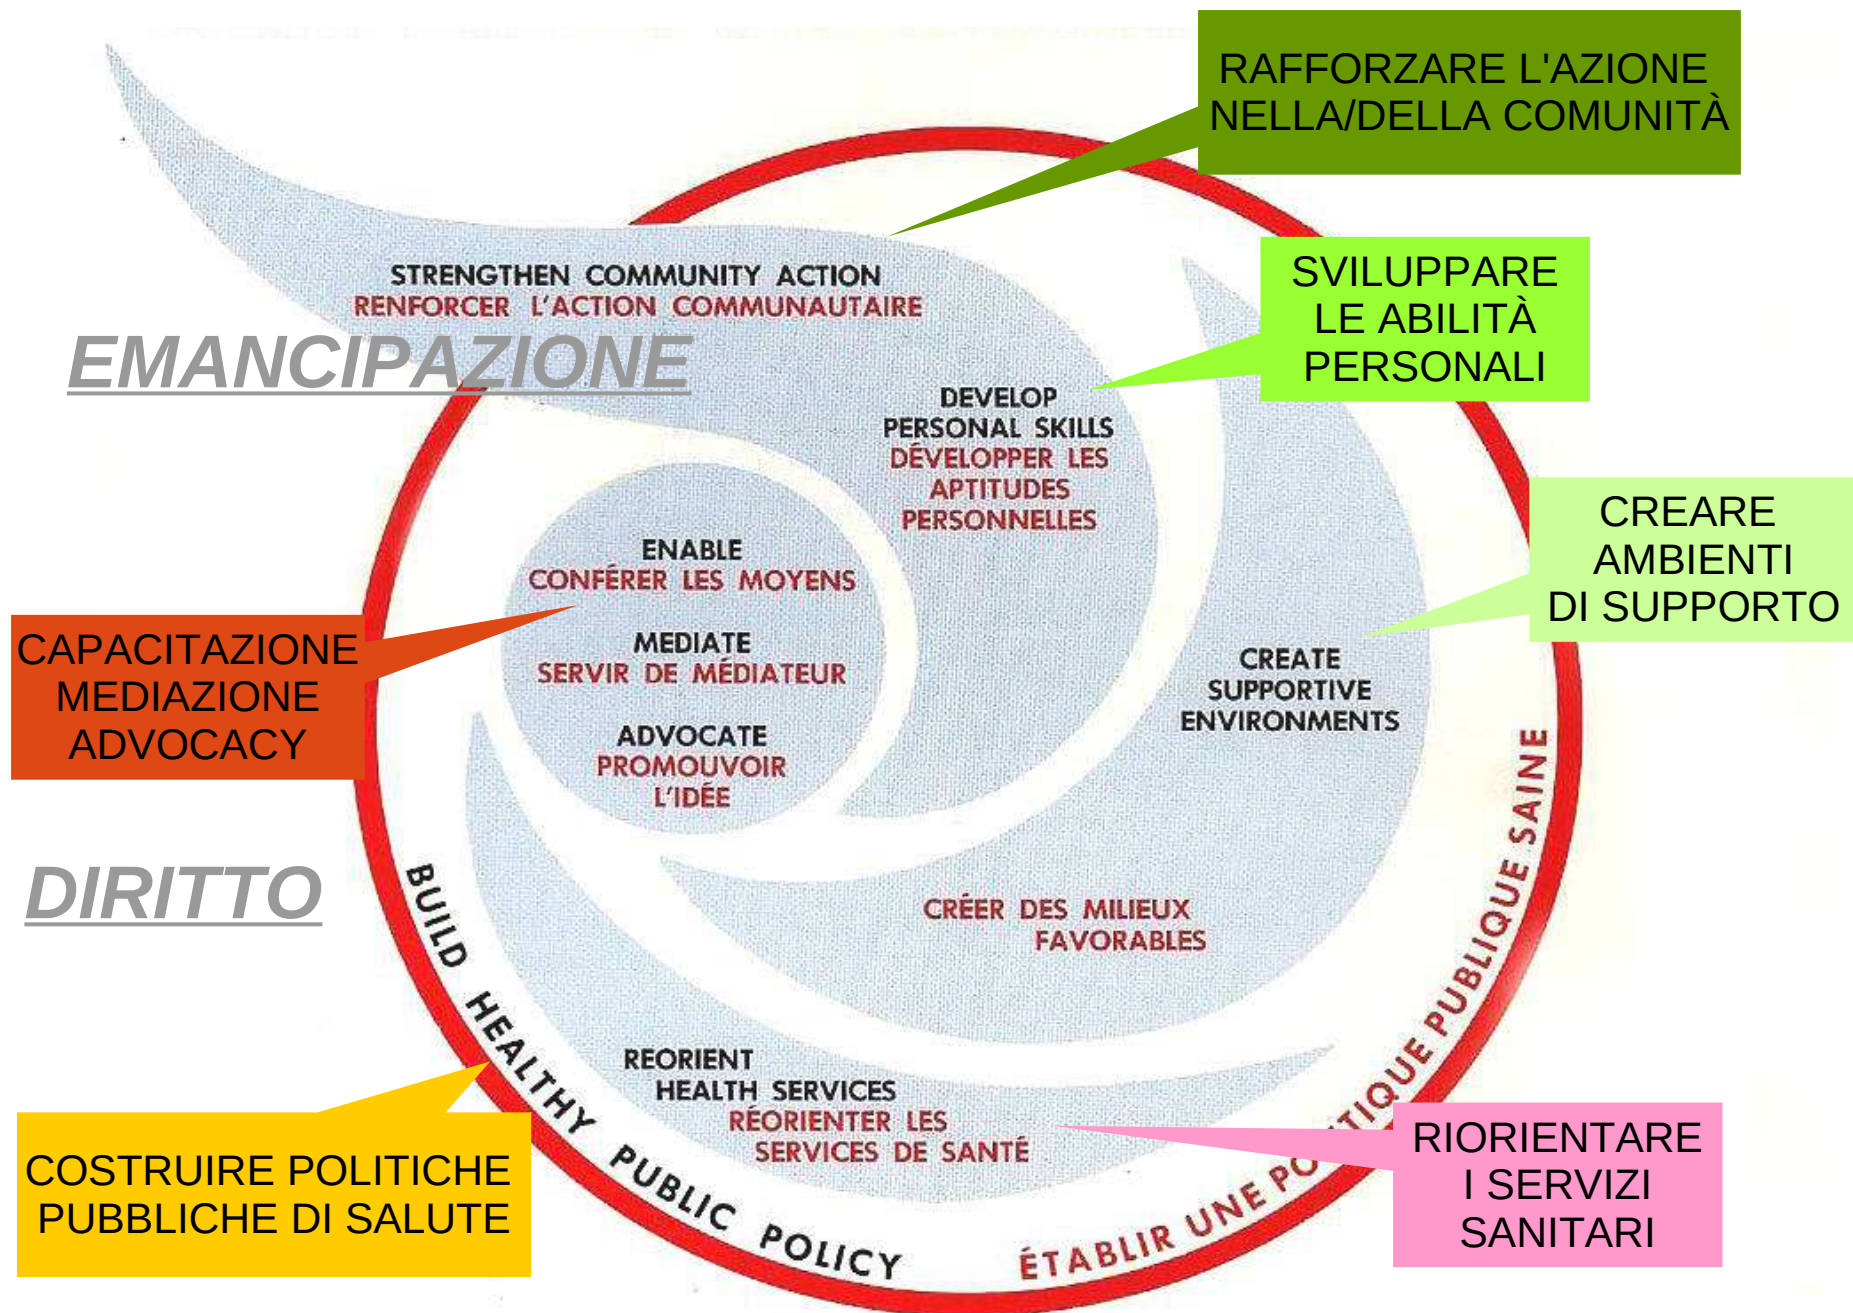 RAFFORZARE L'AZIONE
NELLA/DELLA COMUNITÀ
STRENGTHEN COMMUNITY ACTION
RENFORCER L'ACTION COMMUNAUTAIRE
SVILUPPARE
LE ABILITÀ
PERSONALI
EMANCIPAZIONE
DEVELOP
PERSONAL SKILLS
DÉVELOPPER LES
APTITUDES
PERSONNELLES
CREARE
AMBIENTI
DI SUPPORTO
ENABLE
CONFÉRER LES MOYENS
MEDIATE
SERVIR DE MÉDIATEUR
ADVOCATE
PROMOUVOIR
L'IDÉE
CAPACITAZIONE
MEDIAZIONE
ADVOCACY
CREATE
SUPPORTIVE
ENVIRONMENTS
DIRITTO
CRÉER DES MILIEUX
FAVORABLES
REORIENT
HEALTH SERVICES
RÉORIENTER LES
SERVICES DE SANTÉ
BUILD HEALTHY PUBLIC POLICY
ÉTABLIR UNE PO TIQUE PUBLIQUE SAINE
COSTRUIRE POLITICHE
PUBBLICHE DI SALUTE
RIORIENTARE
I SERVIZI
SANITARI